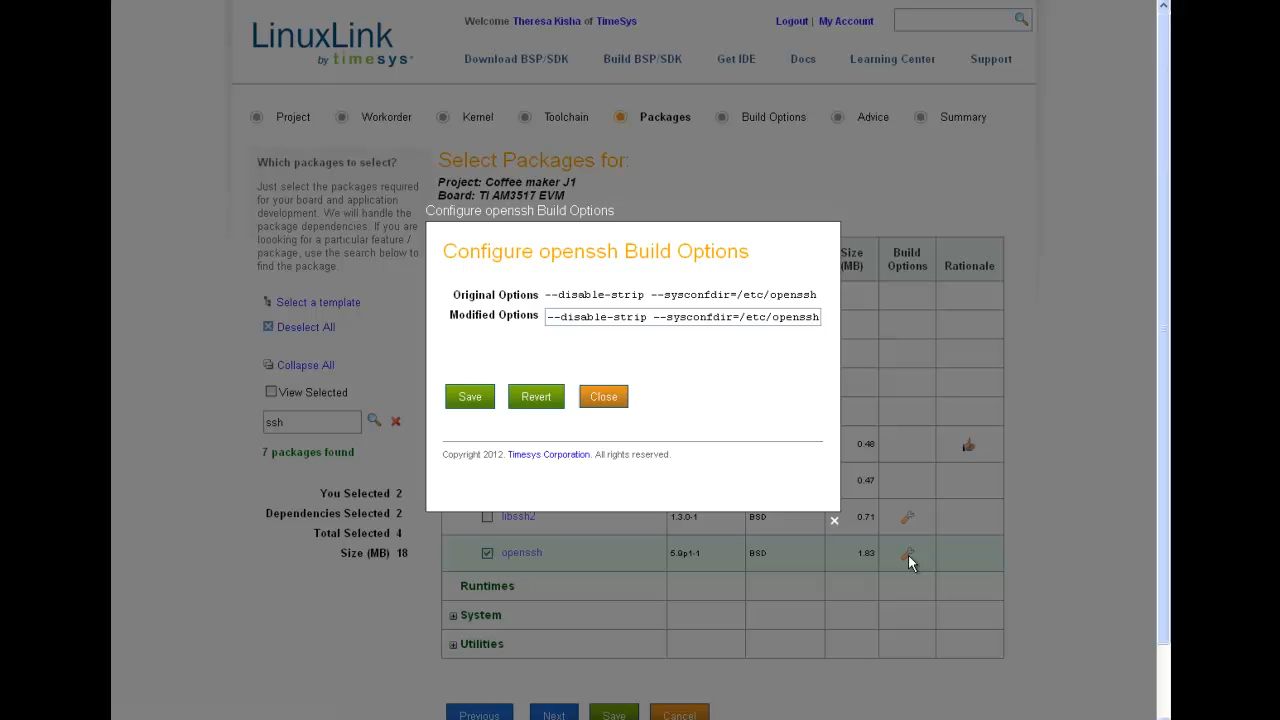 LinuxLink
by timesys
Welcome Theresa Kisha of TimeSys
Logout | My Account
Download BSP/SDK Build BSP/SDK Get IDE Docs Learning Center Support
Project Workorder Kernel Toolchain Packages Build Options Advice Summary
Which packages to select?
Just select the packages required
for your board and application
development. We will handle the
package dependencies. If you are
loooking for a particular feature /
package, use the search below to
find the package.
Select a template
Deselect All
Collapse All
View Selected
ssh
7 packages found
You Selected 2
Dependencies Selected 2
Total Selected 4
Size (MB) 18
Select Packages for:
Project: Coffee maker J1
Board: TI AM3517 EVM
Configure openssh Build Options
Configure openssh Build Options
Original Options --disable-strip --sysconfdir=/etc/openssh
Modified Options --disable-strip --sysconfdir=/etc/openssh
Save Revert Close
Copyright 2012. Timesys Corporation. All rights reserved.
Size
(MB)
Build
Options
Rationale
0.48
0.47
libssh2 1.3.0-1 BSD 0.71
openssh 5.9p1-1 BSD 1.83
Runtimes
System
Utilities
Previous Next Save Cancel